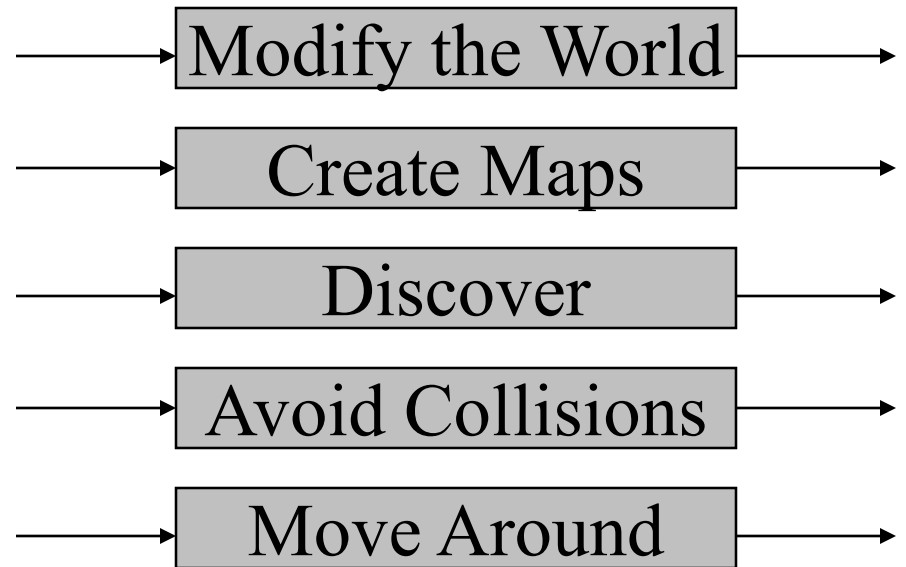 Modify the World
Create Maps
Discover
Avoid Collisions
Move Around